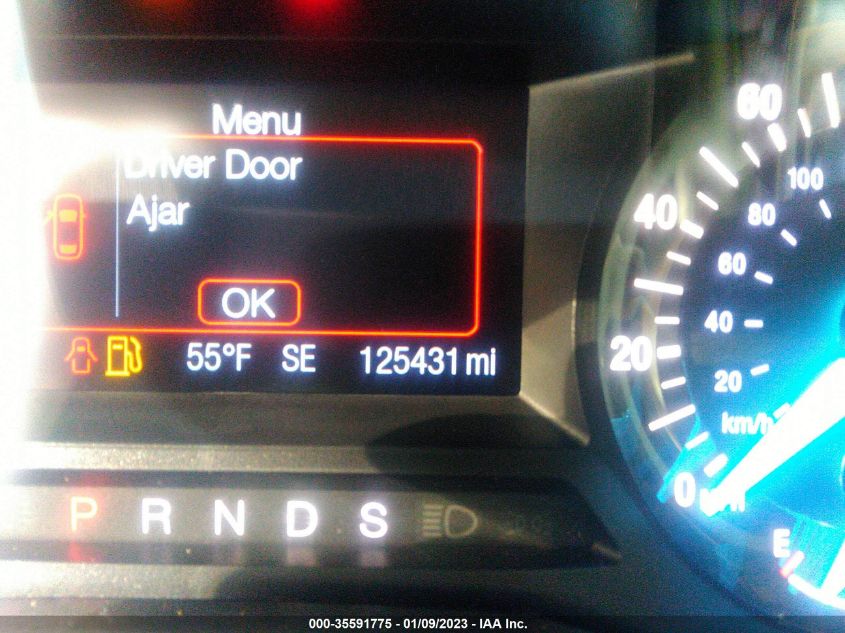 Menu
Driver Door
Ajar
OK
55°F SE 125431 mi
P R N D S
60
40
20
0
100
80
60
40
20
km/h
MPH
E
000-35591775 - 01/09/2023 - IAA Inc.